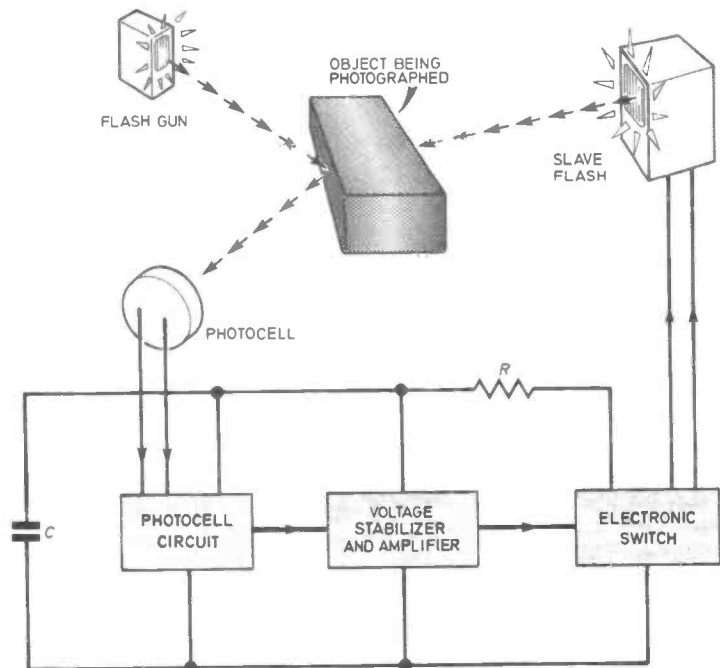 OBJECT BEING
PHOTOGRAPHED
FLASH GUN
SLAVE
FLASH
PHOTOCELL
R
C
PHOTOCELL
CIRCUIT
VOLTAGE
STABILIZER
AND AMPLIFIER
ELECTRONIC
SWITCH